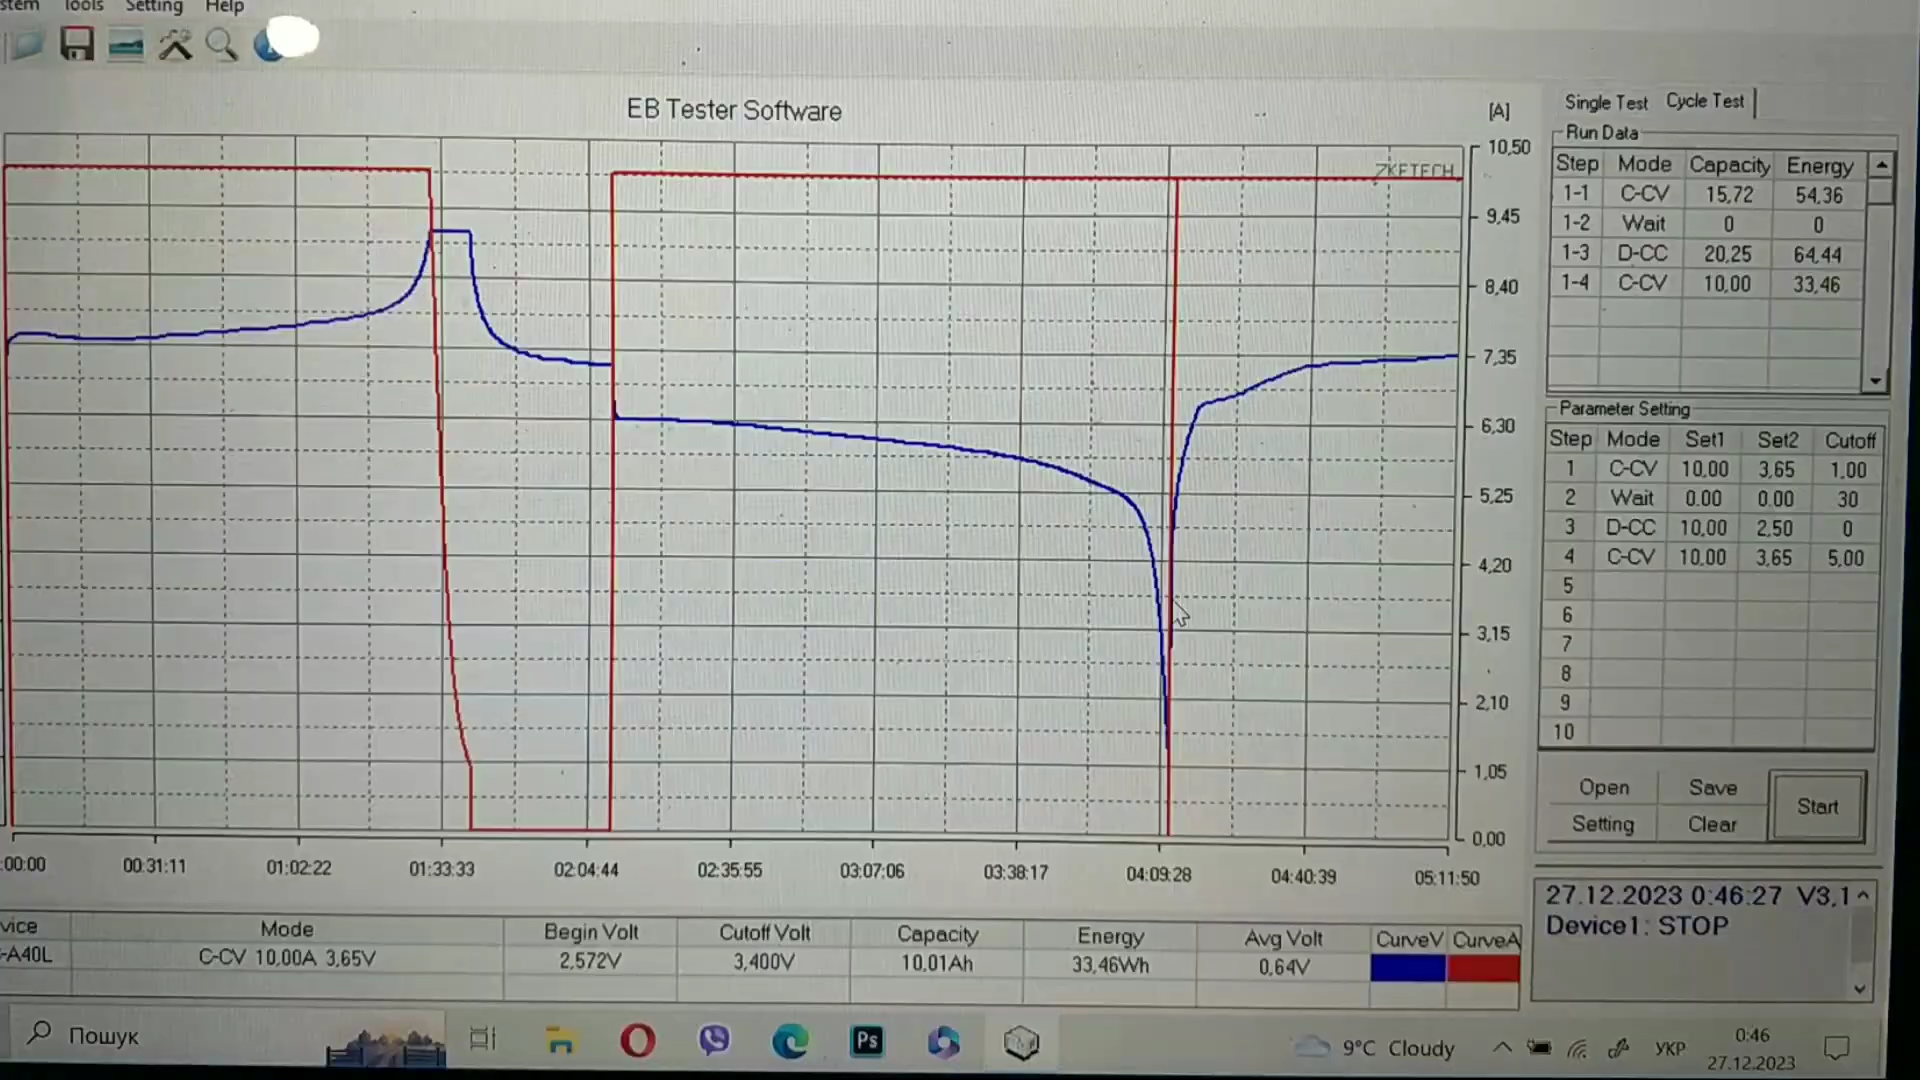 stem Tools Setting Help
EB Tester Software
[A]
ZKETECH
10,50
9,45
8,40
7,35
6,30
5,25
4,20
3,15
2,10
1,05
0,00
:00:00 00:31:11 01:02:22 01:33:33 02:04:44 02:35:55 03:07:06 03:38:17 04:09:28 04:40:39 05:11:50
Single Test Cycle Test
Run Data
Step Mode Capacity Energy
1-1 C-CV 15,72 54,36
1-2 Wait 0 0
1-3 D-CC 20,25 64,44
1-4 C-CV 10,00 33,46
Parameter Setting
Step Mode Set1 Set2 Cutoff
1 C-CV 10,00 3,65 1,00
2 Wait 0.00 0.00 30
3 D-CC 10,00 2,50 0
4 C-CV 10,00 3,65 5,00
5
6
7
8
9
10
Open Save Start
Setting Clear
27.12.2023 0:46:27 V3,1
Device1: STOP
vice Mode Begin Volt Cutoff Volt Capacity Energy Avg Volt CurveV CurveA
-A40L C-CV 10,00A 3,65V 2,572V 3,400V 10,01Ah 33,46Wh 0,64V
Пошук
Ps
9°C Cloudy
УКР
0:46
27.12.2023